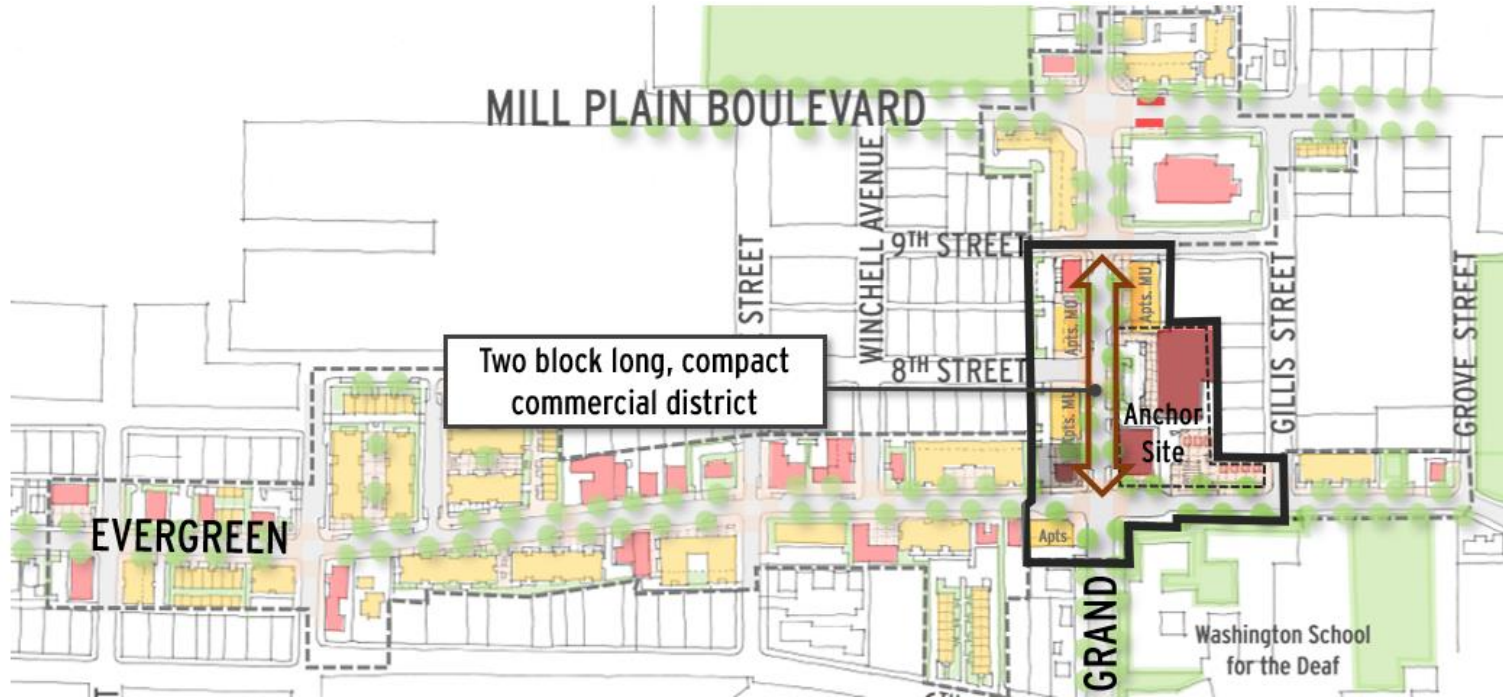 MILL PLAIN BOULEVARD
WINCHELL AVENUE
STREET
9TH STREET
8TH STREET
GILLIS STREET
GROVE STREET
Apts. MU
Apts. MU
Apts. MU
Two block long, compact
commercial district
Anchor
Site
EVERGREEN
Apts
GRAND
Washington School
for the Deaf